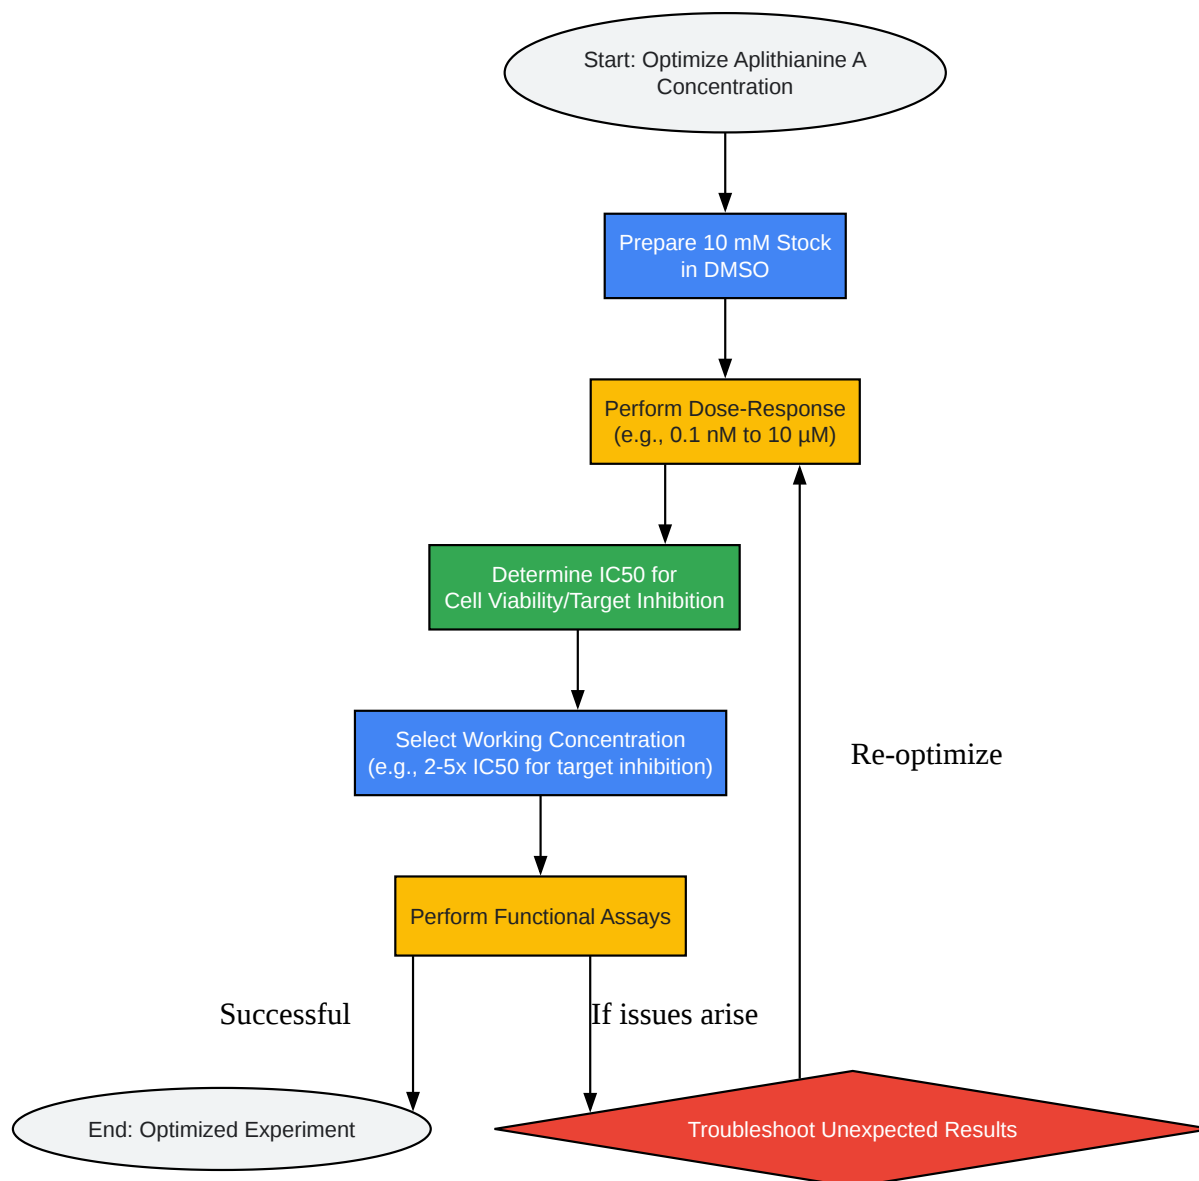 Start: Optimize Aplithianine A
Concentration
Prepare 10 mM Stock
in DMSO
Perform Dose-Response
(e.g., 0.1 nM to 10 µM)
Determine IC50 for
Cell Viability/Target Inhibition
Select Working Concentration
(e.g., 2-5x IC50 for target inhibition)
Re-optimize
Perform Functional Assays
Successful
If issues arise
End: Optimized Experiment
Troubleshoot Unexpected Results